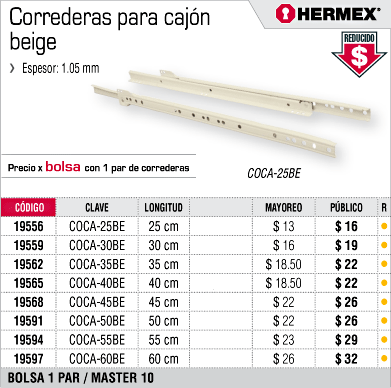 Correderas para cajón
beige
HERMEX®
REDUCIDO
$
❯ Espesor: 1.05 mm
Precio x bolsa con 1 par de correderas
COCA-25BE
CÓDIGO CLAVE LONGITUD MAYOREO PÚBLICO R
19556 COCA-25BE 25 cm $ 13 $ 16 ●
19559 COCA-30BE 30 cm $ 16 $ 19 ●
19562 COCA-35BE 35 cm $ 18.50 $ 22 ●
19565 COCA-40BE 40 cm $ 18.50 $ 22 ●
19568 COCA-45BE 45 cm $ 22 $ 26 ●
19591 COCA-50BE 50 cm $ 22 $ 26 ●
19594 COCA-55BE 55 cm $ 23 $ 29 ●
19597 COCA-60BE 60 cm $ 26 $ 32 ●
BOLSA 1 PAR / MASTER 10